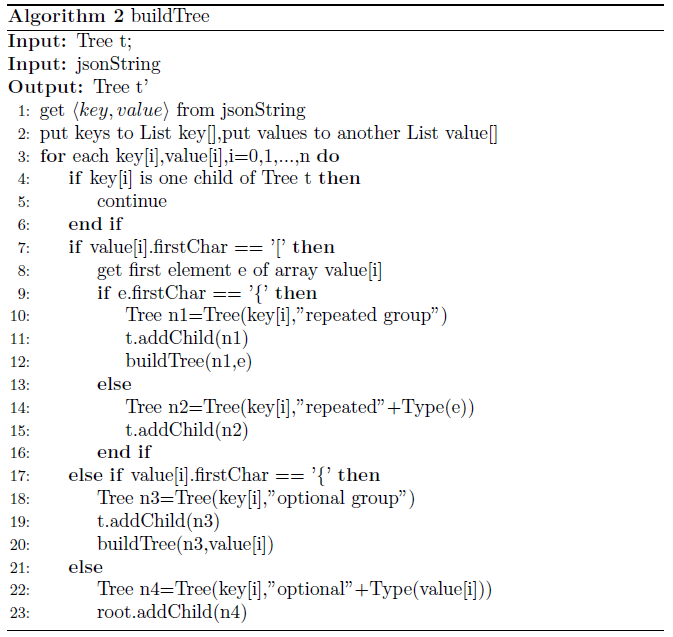 Algorithm 2 buildTree
Input: Tree t;
Input: jsonString
Output: Tree t’
1: get ⟨key, value⟩ from jsonString
2: put keys to List key[],put values to another List value[]
3: for each key[i],value[i],i=0,1,...,n do
4: if key[i] is one child of Tree t then
5: continue
6: end if
7: if value[i].firstChar == ’[’ then
8: get first element e of array value[i]
9: if e.firstChar == ’{’ then
10: Tree n1=Tree(key[i],”repeated group”)
11: t.addChild(n1)
12: buildTree(n1,e)
13: else
14: Tree n2=Tree(key[i],”repeated”+Type(e))
15: t.addChild(n2)
16: end if
17: else if value[i].firstChar == ’{’ then
18: Tree n3=Tree(key[i],”optional group”)
19: t.addChild(n3)
20: buildTree(n3,value[i])
21: else
22: Tree n4=Tree(key[i],”optional”+Type(value[i]))
23: root.addChild(n4)